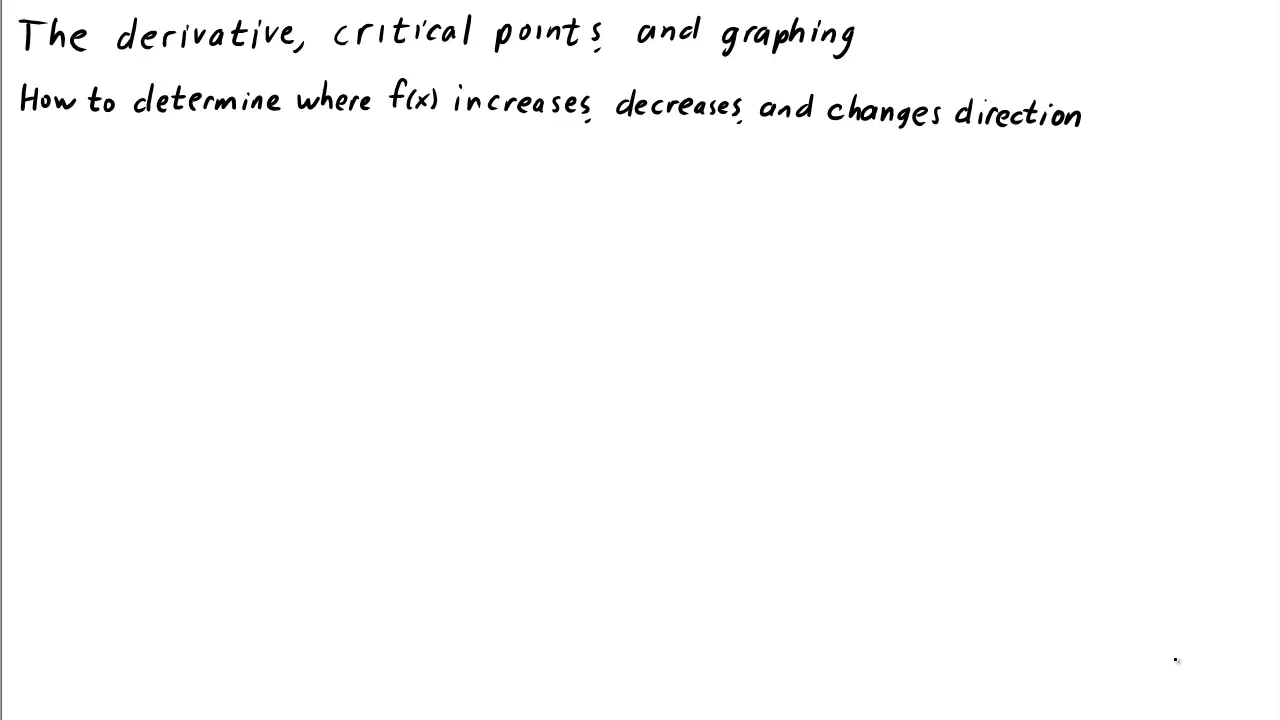 The derivative, critical points, and graphing
How to determine where f(x) increases, decreases, and changes direction